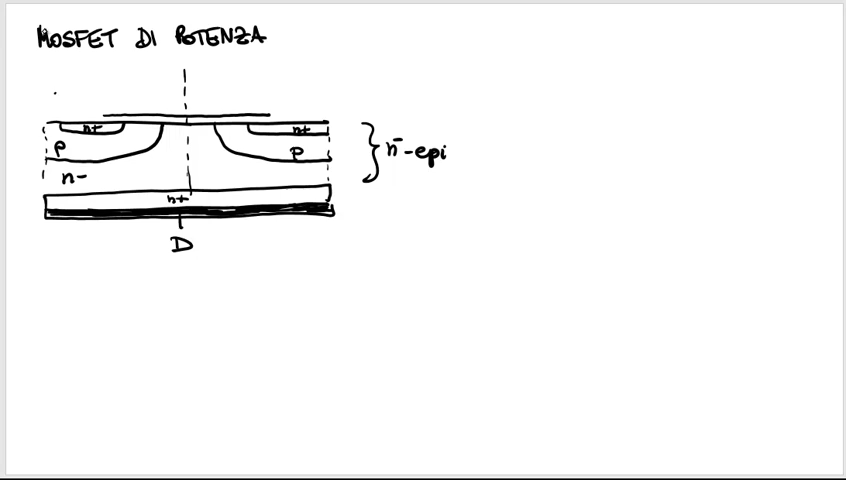 MOSFET DI POTENZA
n+ n+
p p
n⁻-epi
n-
n+
D